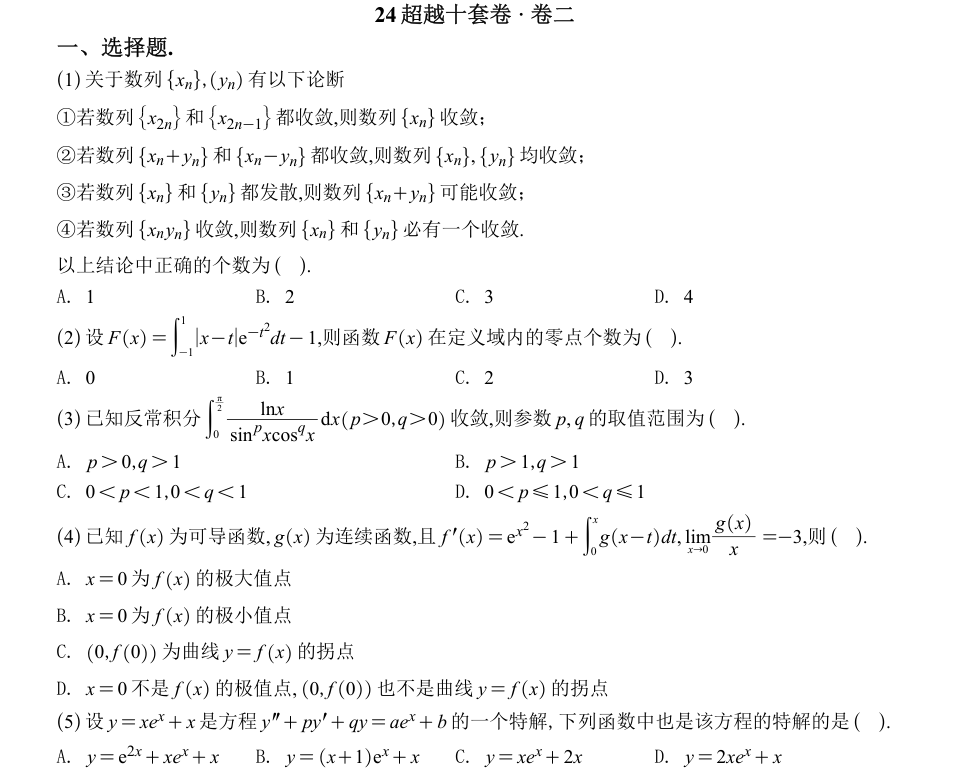 24超越十套卷·卷二
一、选择题.
(1) 关于数列 {xₙ}, (yₙ) 有以下论断
①若数列 {x₂ₙ} 和 {x₂ₙ₋₁} 都收敛,则数列 {xₙ} 收敛;
②若数列 {xₙ+yₙ} 和 {xₙ−yₙ} 都收敛,则数列 {xₙ}, {yₙ} 均收敛;
③若数列 {xₙ} 和 {yₙ} 都发散,则数列 {xₙ+yₙ} 可能收敛;
④若数列 {xₙyₙ} 收敛,则数列 {xₙ} 和 {yₙ} 必有一个收敛.
以上结论中正确的个数为 ( ).
A. 1 B. 2 C. 3 D. 4
(2) 设 F(x) = ∫_{-1}^{1} |x−t|e^{−t²}dt − 1,则函数 F(x) 在定义域内的零点个数为 ( ).
A. 0 B. 1 C. 2 D. 3
(3) 已知反常积分 ∫_{0}^{π/2} lnx/(sin^p xcos^q x) dx (p>0,q>0) 收敛,则参数 p, q 的取值范围为 ( ).
A. p>0,q>1 B. p>1,q>1
C. 0<p<1,0<q<1 D. 0<p⩽1,0<q⩽1
(4) 已知 f(x) 为可导函数, g(x) 为连续函数,且 f′(x) = e^{x²} − 1 + ∫_{0}^{x} g(x−t)dt, lim_{x→0} g(x)/x =−3,则 ( ).
A. x=0 为 f(x) 的极大值点
B. x=0 为 f(x) 的极小值点
C. (0,f(0)) 为曲线 y=f(x) 的拐点
D. x=0 不是 f(x) 的极值点, (0,f(0)) 也不是曲线 y=f(x) 的拐点
(5) 设 y=xeˣ+x 是方程 y″+py′+qy=aeˣ+b 的一个特解, 下列函数中也是该方程的特解的是 ( ).
A. y=e²ˣ+xeˣ+x B. y=(x+1)eˣ+x C. y=xeˣ+2x D. y=2xeˣ+x